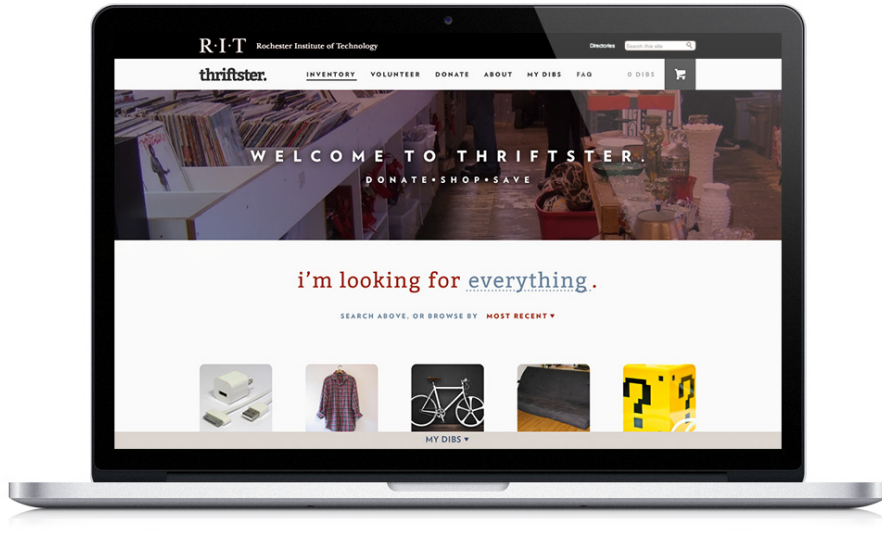 R·I·T Rochester Institute of Technology Directories Search this site
thriftster. INVENTORY VOLUNTEER DONATE ABOUT MY DIBS FAQ 0 DIBS
WELCOME TO THRIFTSTER.
DONATE•SHOP•SAVE
i'm looking for everything.
SEARCH ABOVE, OR BROWSE BY MOST RECENT ▾
? ?
MY DIBS ▾